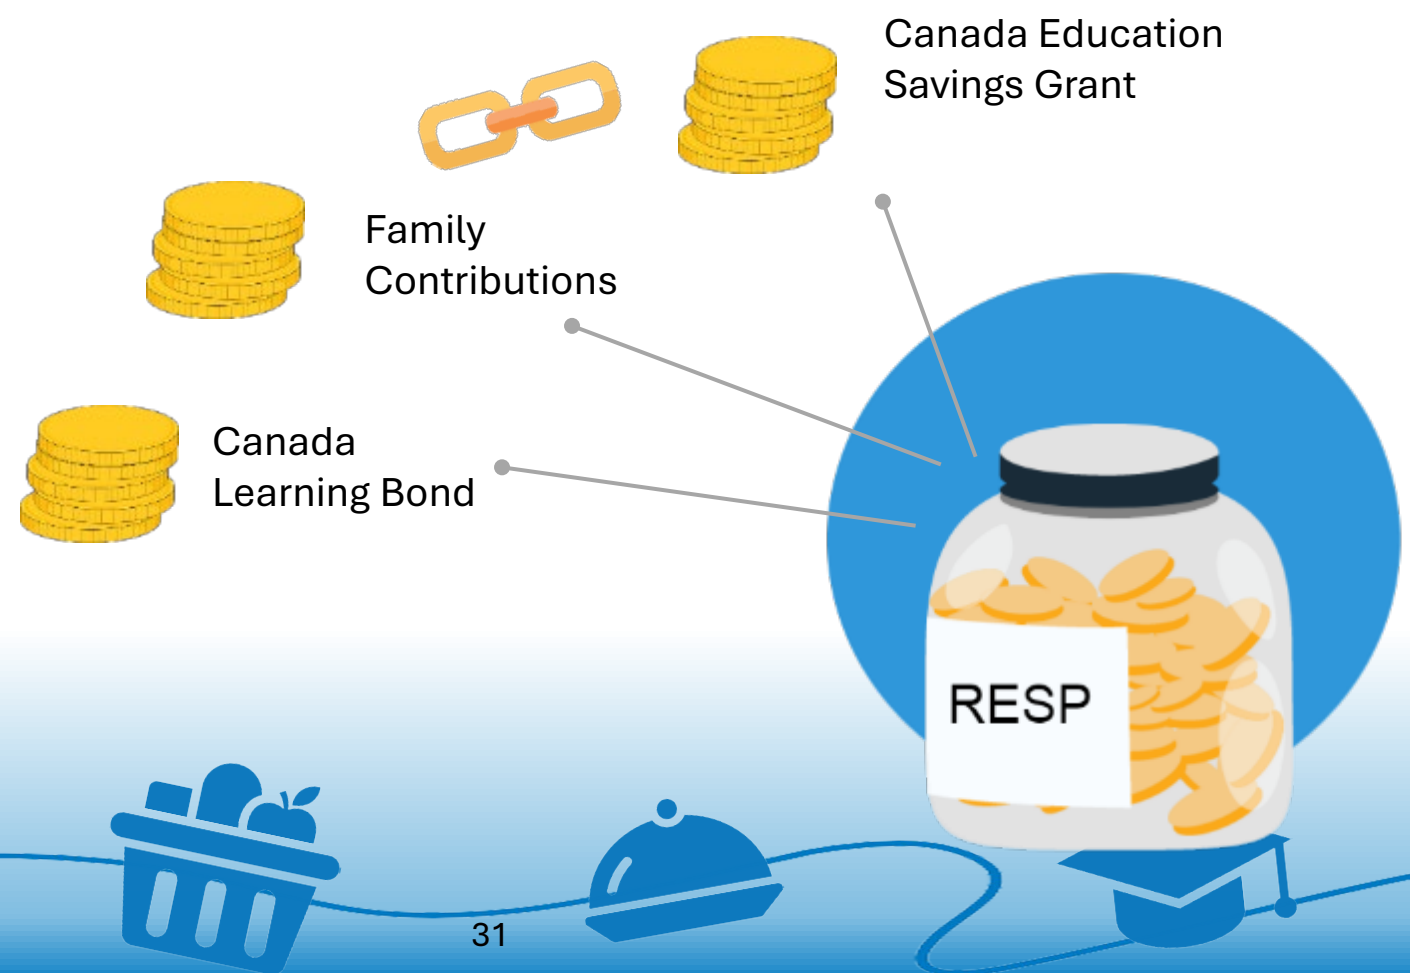 Canada Education
Savings Grant
Family
Contributions
Canada
Learning Bond
RESP
31